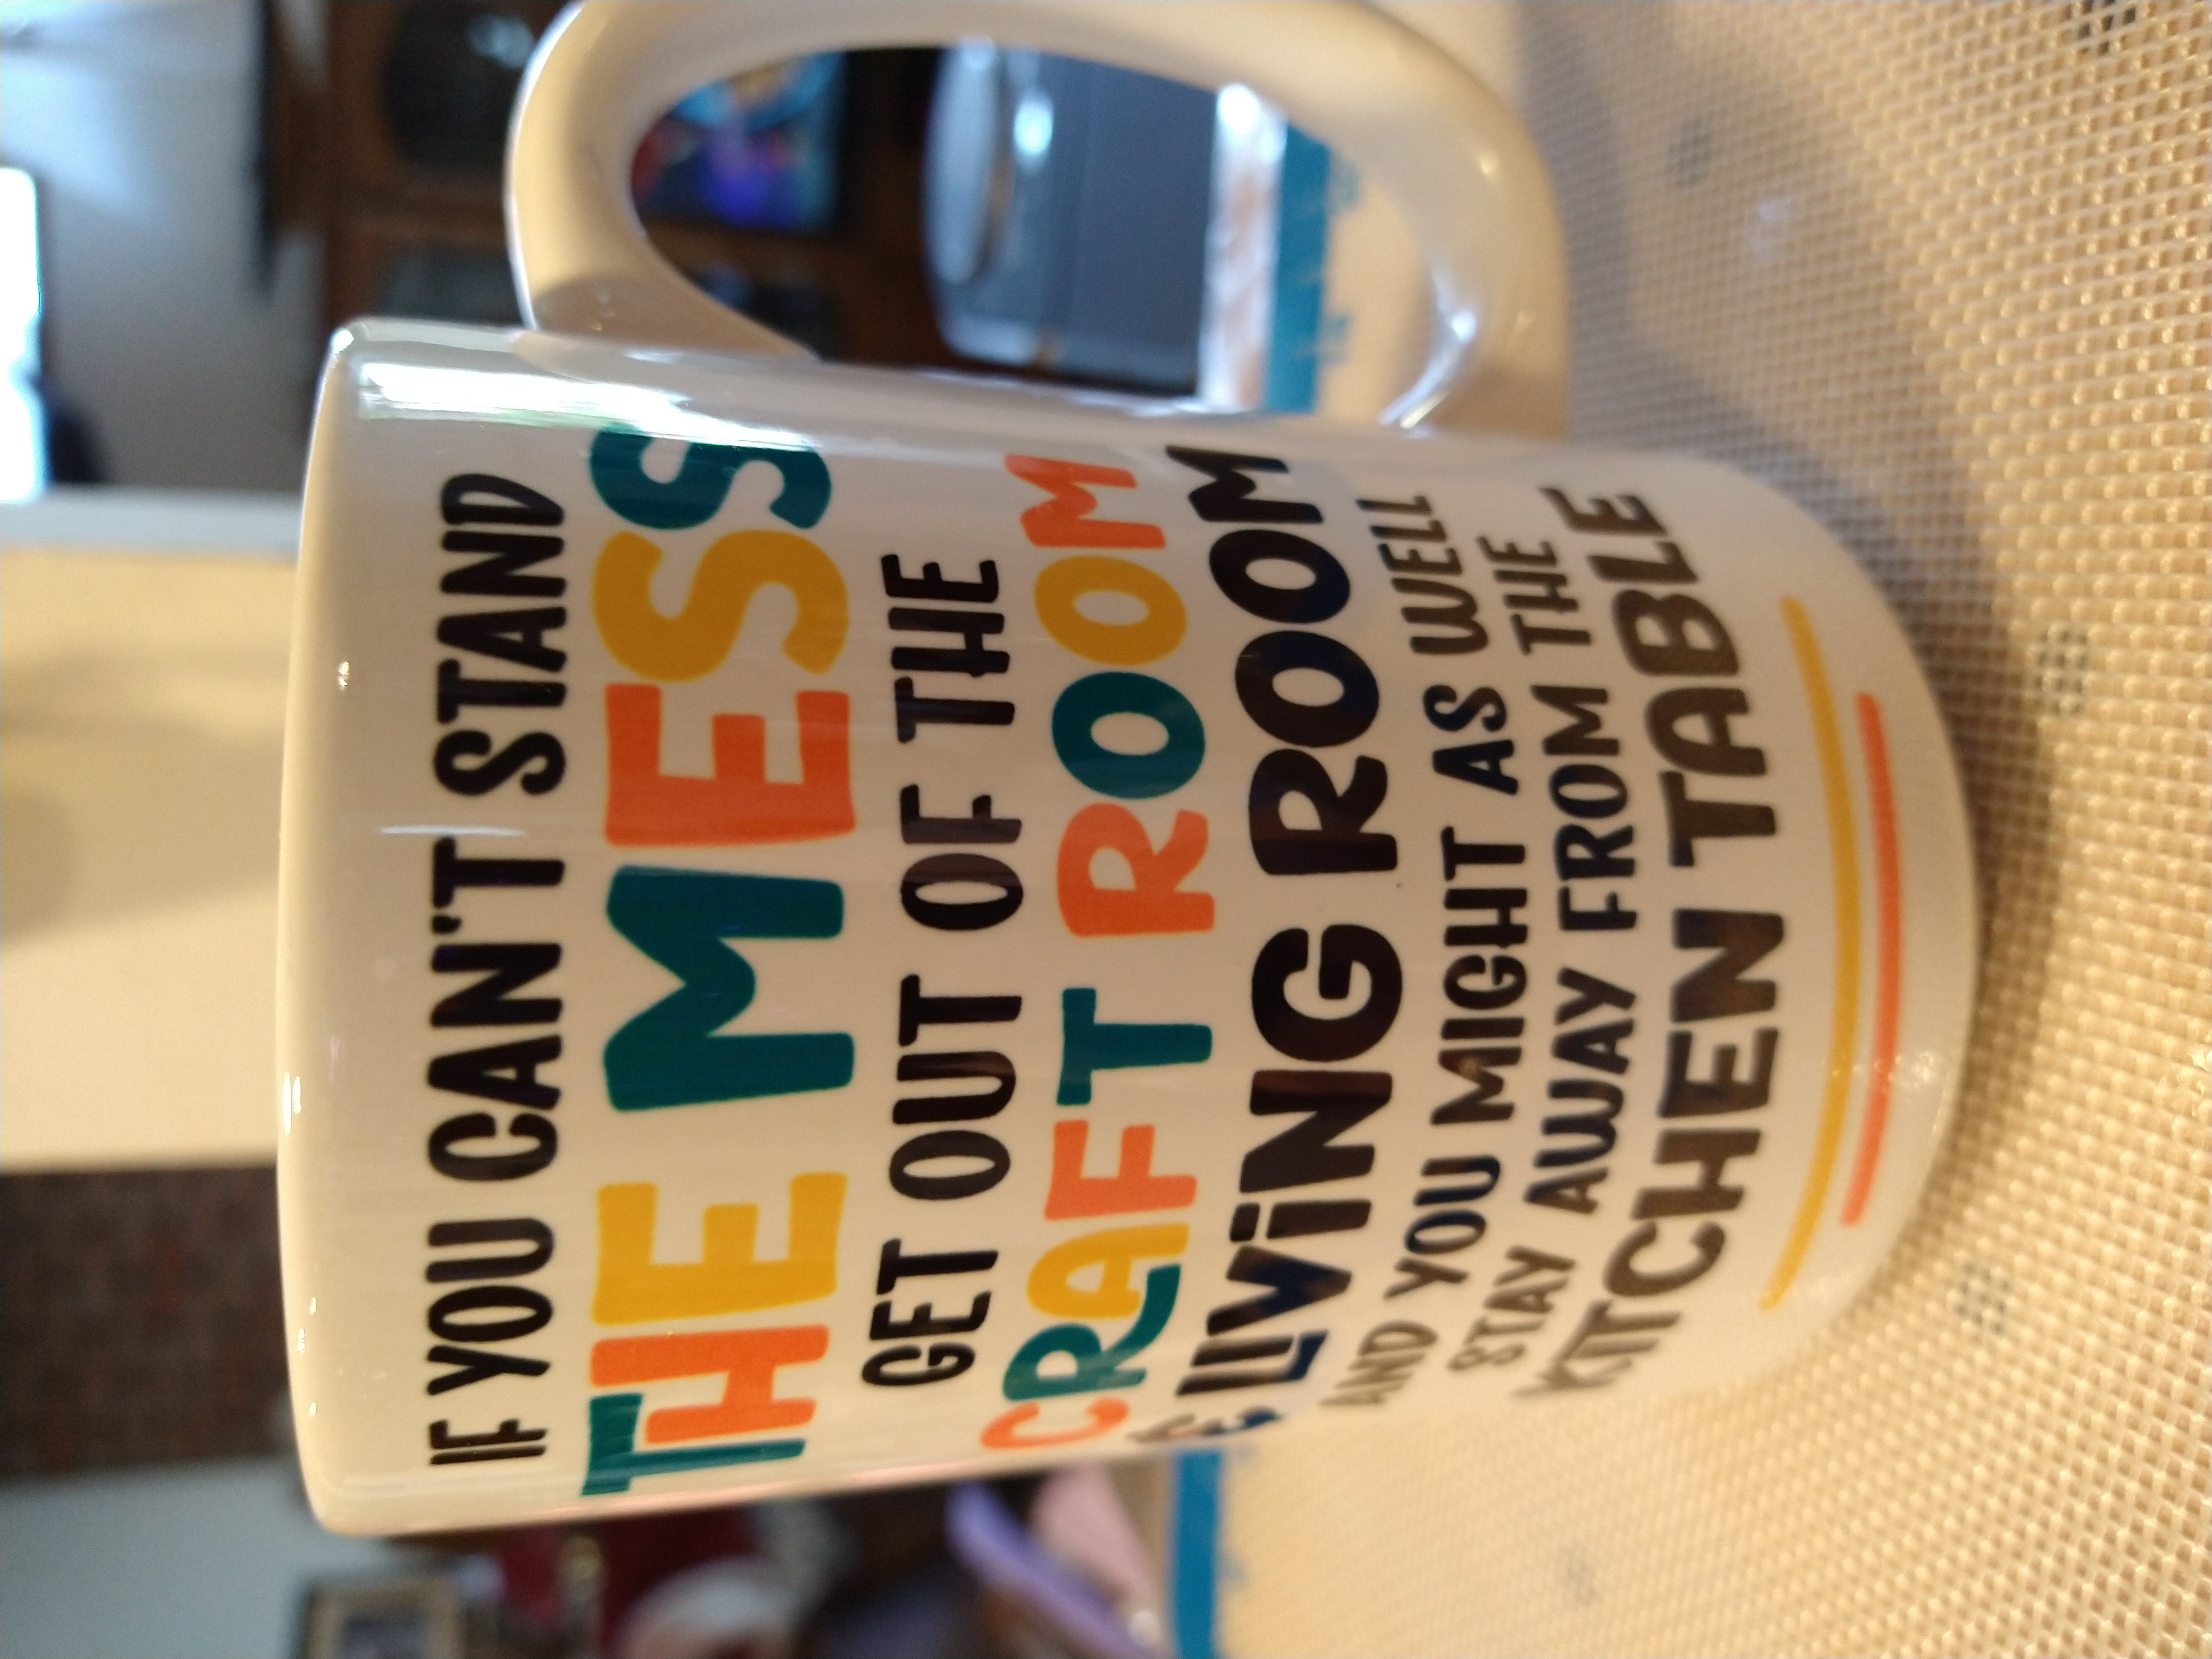 IF YOU CAN'T STAND
THE MESS
GET OUT OF THE
CRAFT ROOM
& LIVING ROOM
AND YOU MIGHT AS WELL
STAY AWAY FROM THE
KITCHEN TABLE